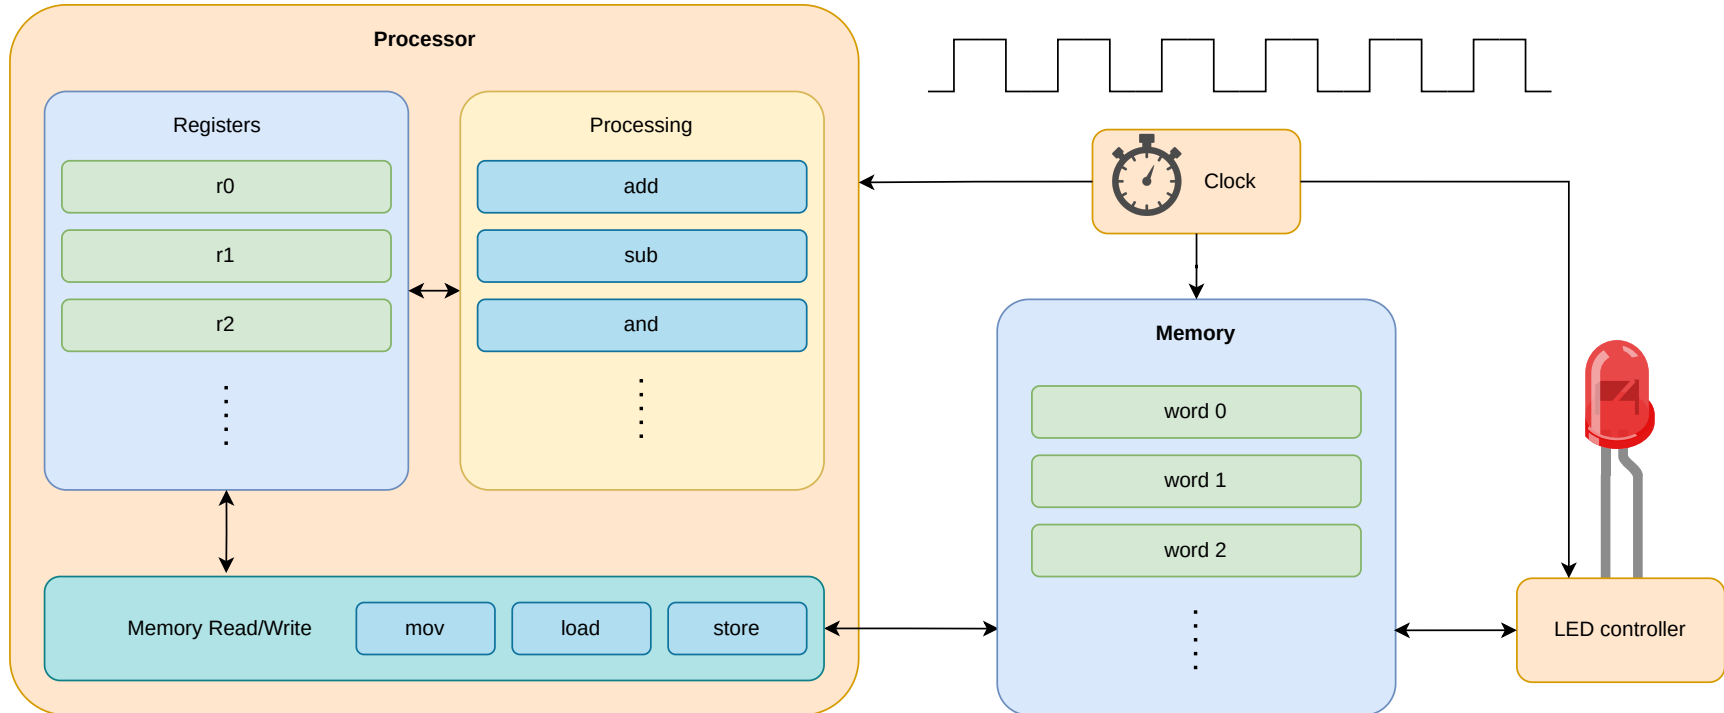 Processor
Registers
r0
r1
r2
Processing
add
sub
and
Memory Read/Write
mov
load
store
Clock
Memory
word 0
word 1
word 2
LED controller